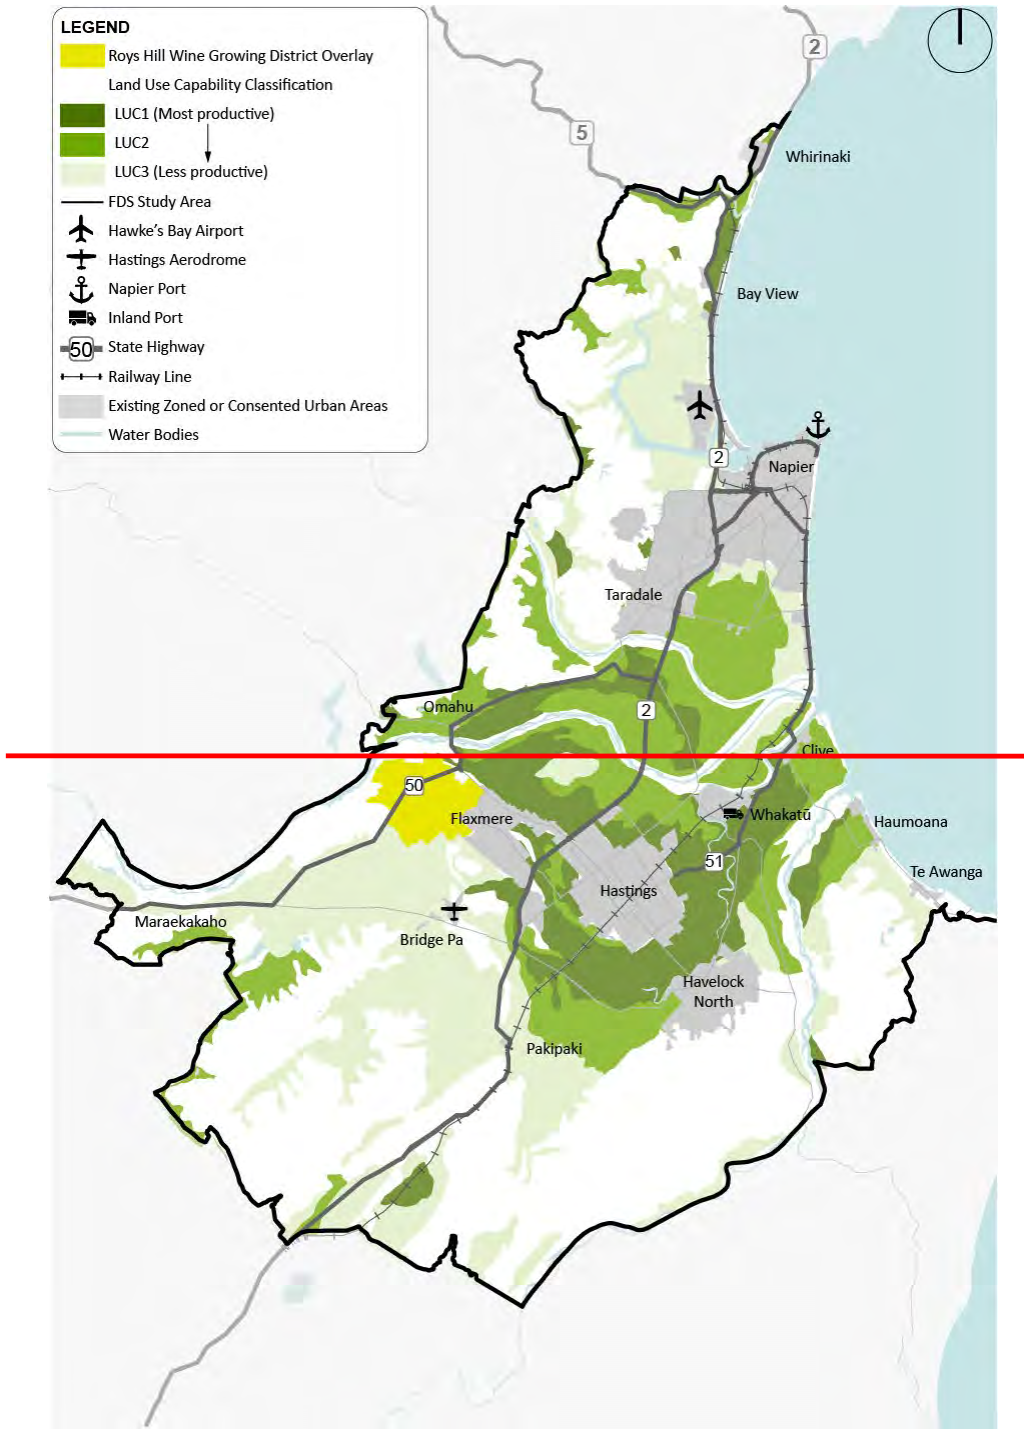 LEGEND
Roys Hill Wine Growing District Overlay
Land Use Capability Classification
LUC1 (Most productive)
LUC2
LUC3 (Less productive)
FDS Study Area
Hawke's Bay Airport
Hastings Aerodrome
Napier Port
Inland Port
50 State Highway
Railway Line
Existing Zoned or Consented Urban Areas
Water Bodies
2
5
Whirinaki
Bay View
2
Napier
Taradale
Omahu
2
Clive
50
Flaxmere
Whakatū
Haumoana
51
Te Awanga
Hastings
Maraekakaho
Bridge Pa
Havelock
North
Pakipaki